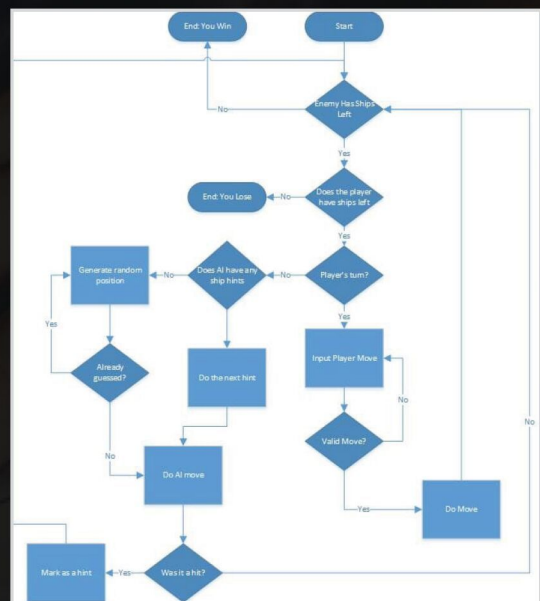 End: You Win
Start
Enemy Has Ships
Left
No
Yes
Does the player
have ships left
End: You Lose
No
Yes
Generate random
position
No
Does AI have any
ship hints
No
Player's turn?
Yes
Yes
Input Player Move
Already
guessed?
Do the next hint
No
Valid Move?
No
No
Do AI move
Yes
Do Move
Mark as a hint
Yes
Was it a hit?